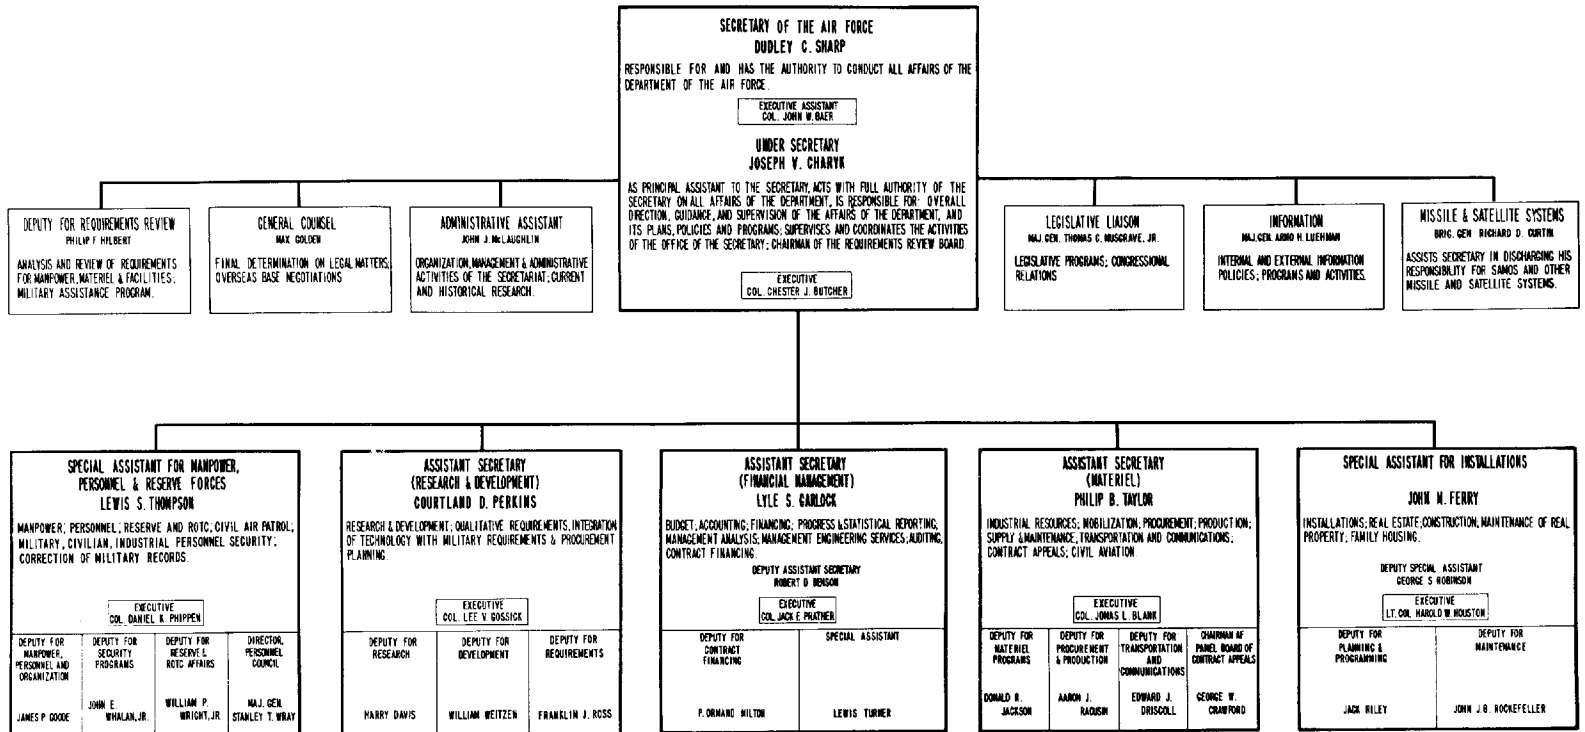 SECRETARY OF THE AIR FORCE
DUDLEY C. SHARP
RESPONSIBLE FOR AND HAS THE AUTHORITY TO CONDUCT ALL AFFAIRS OF THE
DEPARTMENT OF THE AIR FORCE.
EXECUTIVE ASSISTANT
COL. JOHN W. BAER
UNDER SECRETARY
JOSEPH V. CHARYK
AS PRINCIPAL ASSISTANT TO THE SECRETARY, ACTS WITH FULL AUTHORITY OF THE
SECRETARY ON ALL AFFAIRS OF THE DEPARTMENT, IS RESPONSIBLE FOR: OVERALL
DIRECTION, GUIDANCE, AND SUPERVISION OF THE AFFAIRS OF THE DEPARTMENT, AND
ITS PLANS, POLICIES AND PROGRAMS; SUPERVISES AND COORDINATES THE ACTIVITIES
OF THE OFFICE OF THE SECRETARY; CHAIRMAN OF THE REQUIREMENTS REVIEW BOARD
EXECUTIVE
COL. CHESTER J. BUTCHER
DEPUTY FOR REQUIREMENTS REVIEW
PHILIP F HILBERT
ANALYSIS AND REVIEW OF REQUIREMENTS
FOR MANPOWER, MATERIEL & FACILITIES;
MILITARY ASSISTANCE PROGRAM.
GENERAL COUNSEL
MAX GOLDEN
FINAL DETERMINATION ON LEGAL MATTERS,
OVERSEAS BASE NEGOTIATIONS
ADMINISTRATIVE ASSISTANT
JOHN J. McLAUGHLIN
ORGANIZATION, MANAGEMENT & ADMINISTRATIVE
ACTIVITIES OF THE SECRETARIAT; CURRENT
AND HISTORICAL RESEARCH.
LEGISLATIVE LIAISON
MAJ. GEN. THOMAS C. MUSGRAVE, JR.
LEGISLATIVE PROGRAMS; CONGRESSIONAL
RELATIONS
INFORMATION
MAJ. GEN. ARNO H. LUEHMAN
INTERNAL AND EXTERNAL INFORMATION
POLICIES; PROGRAMS AND ACTIVITIES.
MISSILE & SATELLITE SYSTEMS
BRIG. GEN RICHARD D. CURTIN
ASSISTS SECRETARY IN DISCHARGING HIS
RESPONSIBILITY FOR SAMOS AND OTHER
MISSILE AND SATELLITE SYSTEMS.
SPECIAL ASSISTANT FOR MANPOWER,
PERSONNEL & RESERVE FORCES
LEWIS S. THOMPSON
MANPOWER; PERSONNEL; RESERVE AND ROTC; CIVIL AIR PATROL;
MILITARY, CIVILIAN, INDUSTRIAL PERSONNEL SECURITY;
CORRECTION OF MILITARY RECORDS.
EXECUTIVE
COL. DANIEL K. PHIPPEN
DEPUTY FOR
MANPOWER,
PERSONNEL AND
ORGANIZATION
JAMES P GOODE
DEPUTY FOR
SECURITY
PROGRAMS
JOHN E.
WHALAN, JR.
DEPUTY FOR
RESERVE &
ROTC AFFAIRS
WILLIAM P.
WRIGHT, JR
DIRECTOR,
PERSONNEL
COUNCIL
MAJ. GEN.
STANLEY T. WRAY
ASSISTANT SECRETARY
(RESEARCH & DEVELOPMENT)
COURTLAND D. PERKINS
RESEARCH & DEVELOPMENT; QUALITATIVE REQUIREMENTS, INTEGRATION
OF TECHNOLOGY WITH MILITARY REQUIREMENTS & PROCUREMENT
PLANNING.
EXECUTIVE
COL. LEE V. GOSSICK
DEPUTY FOR
RESEARCH
HARRY DAVIS
DEPUTY FOR
DEVELOPMENT
WILLIAM WEITZEN
DEPUTY FOR
REQUIREMENTS
FRANKLIN J. ROSS
ASSISTANT SECRETARY
(FINANCIAL MANAGEMENT)
LYLE S. GARLOCK
BUDGET; ACCOUNTING; FINANCING; PROGRESS & STATISTICAL REPORTING,
MANAGEMENT ANALYSIS; MANAGEMENT ENGINEERING SERVICES; AUDITING,
CONTRACT FINANCING.
DEPUTY ASSISTANT SECRETARY
ROBERT D BENSON
EXECUTIVE
COL. JACK E PRATHER
DEPUTY FOR
CONTRACT
FINANCING
P. ORMAND MILTON
SPECIAL ASSISTANT
LEWIS TURNER
ASSISTANT SECRETARY
(MATERIEL)
PHILIP B. TAYLOR
INDUSTRIAL RESOURCES; MOBILIZATION; PROCUREMENT; PRODUCTION;
SUPPLY & MAINTENANCE, TRANSPORTATION AND COMMUNICATIONS;
CONTRACT APPEALS; CIVIL AVIATION.
EXECUTIVE
COL. JONAS L. BLANK
DEPUTY FOR
MATERIEL
PROGRAMS
DONALD R.
JACKSON
DEPUTY FOR
PROCUREMENT
& PRODUCTION
AARON J.
RACUSIN
DEPUTY FOR
TRANSPORTATION
AND
COMMUNICATIONS
EDWARD J.
DRISCOLL
CHAIRMAN AF
PANEL BOARD OF
CONTRACT APPEALS
GEORGE W.
CRAWFORD
SPECIAL ASSISTANT FOR INSTALLATIONS
JOHN M. FERRY
INSTALLATIONS; REAL ESTATE; CONSTRUCTION; MAINTENANCE OF REAL
PROPERTY; FAMILY HOUSING.
DEPUTY SPECIAL ASSISTANT
GEORGE S ROBINSON
EXECUTIVE
LT. COL HAROLD W HOUSTON
DEPUTY FOR
PLANNING &
PROGRAMMING
JACK RILEY
DEPUTY FOR
MAINTENANCE
JOHN J.B. ROCKEFELLER